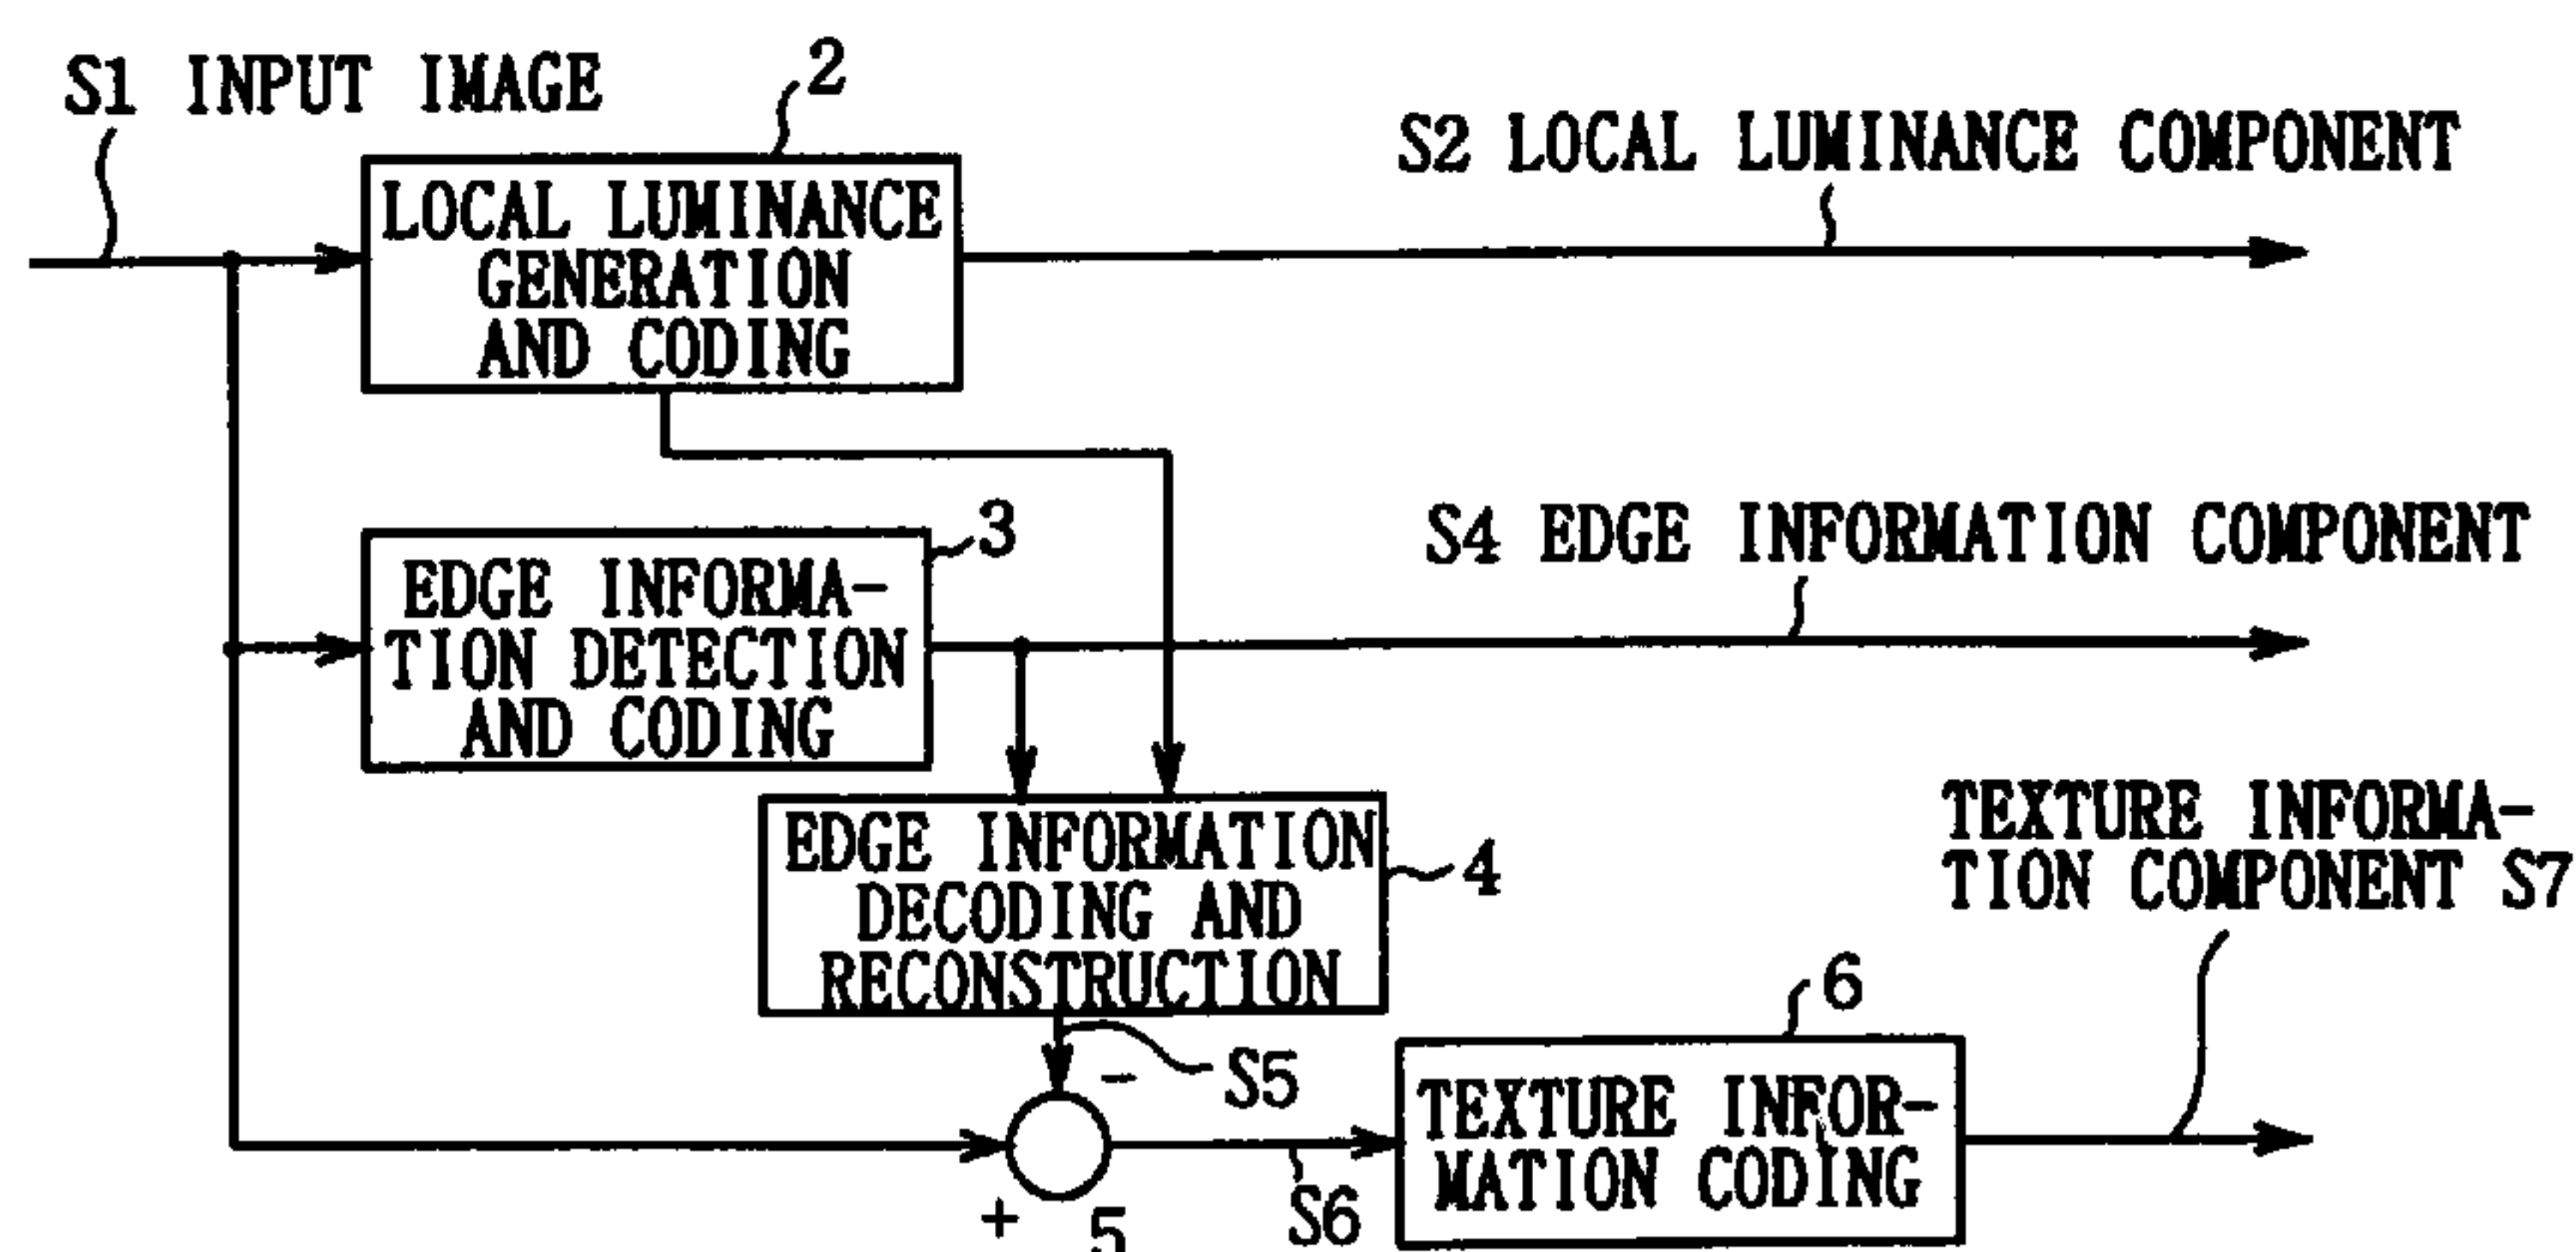 S1 INPUT IMAGE
2
LOCAL LUMINANCE
GENERATION
AND CODING
S2 LOCAL LUMINANCE COMPONENT
3
EDGE INFORMA-
TION DETECTION
AND CODING
S4 EDGE INFORMATION COMPONENT
EDGE INFORMATION
DECODING AND
RECONSTRUCTION
4
TEXTURE INFORMA-
TION COMPONENT S7
S5
-
+
5
S6
6
TEXTURE INFOR-
MATION CODING